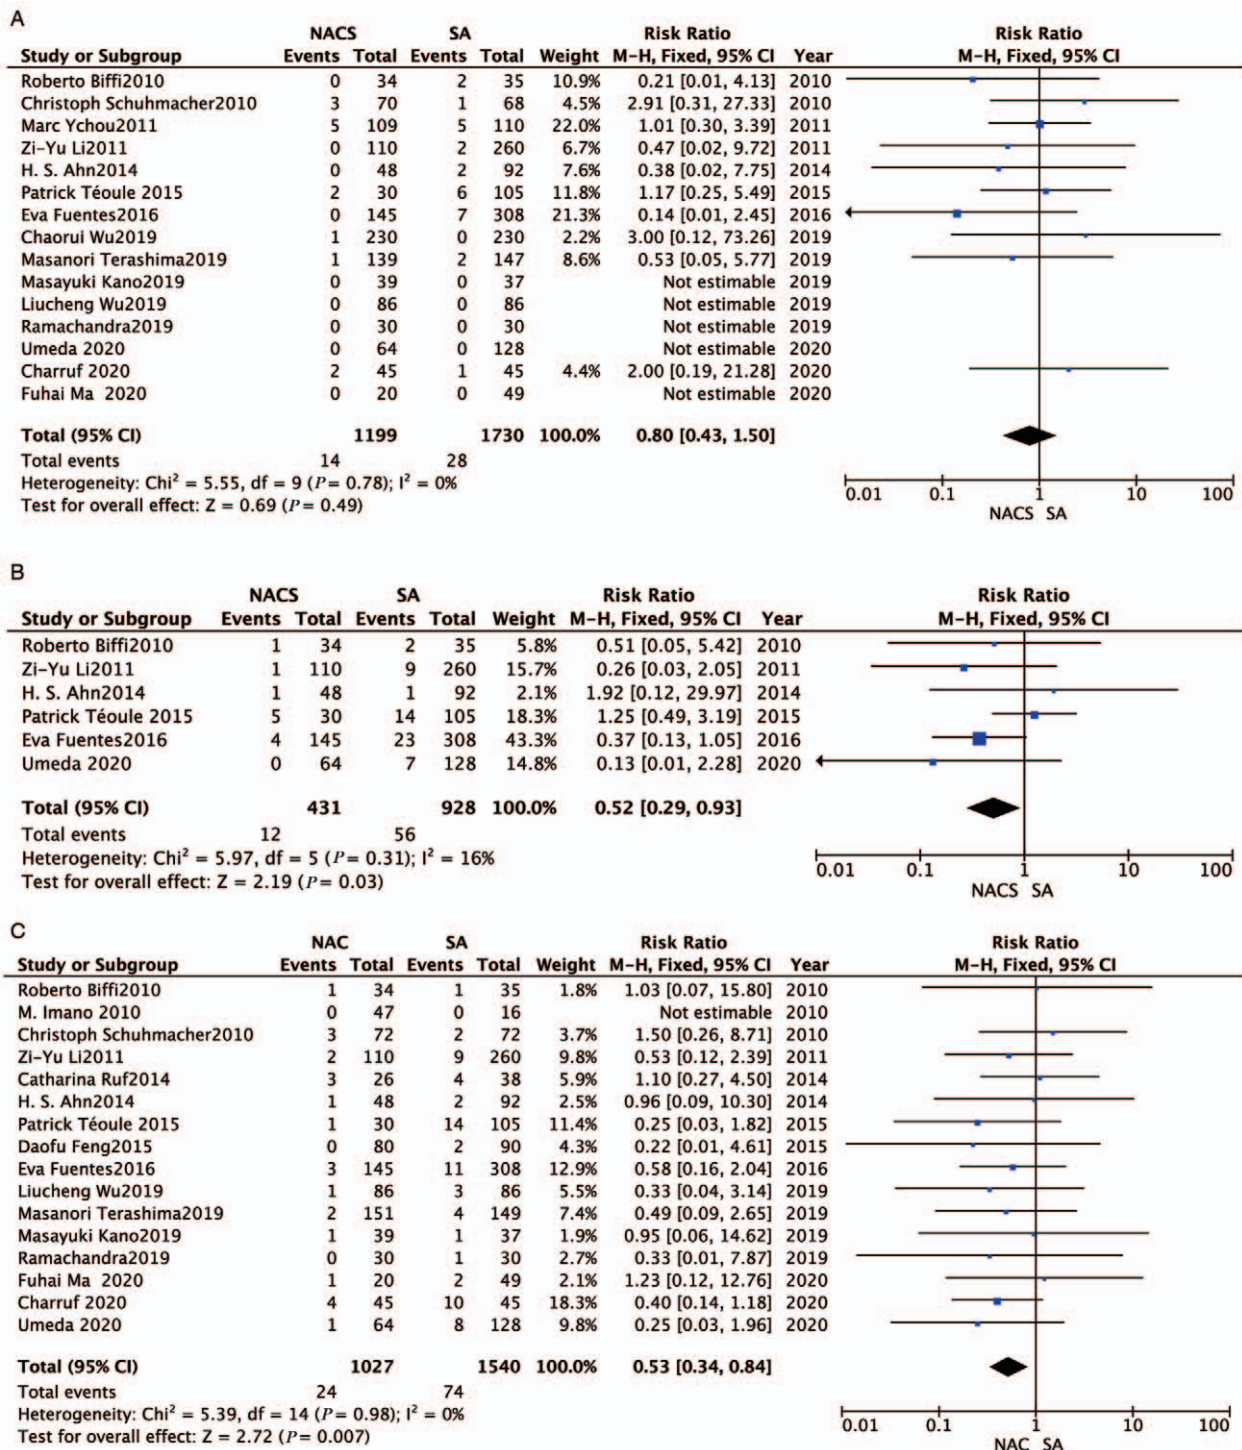 A
NACS SA Risk Ratio Risk Ratio
Study or Subgroup Events Total Events Total Weight M-H, Fixed, 95% CI Year M-H, Fixed, 95% CI
Roberto Biffi2010 0 34 2 35 10.9% 0.21 [0.01, 4.13] 2010
Christoph Schuhmacher2010 3 70 1 68 4.5% 2.91 [0.31, 27.33] 2010
Marc Ychou2011 5 109 5 110 22.0% 1.01 [0.30, 3.39] 2011
Zi-Yu Li2011 0 110 2 260 6.7% 0.47 [0.02, 9.72] 2011
H. S. Ahn2014 0 48 2 92 7.6% 0.38 [0.02, 7.75] 2014
Patrick Téoule 2015 2 30 6 105 11.8% 1.17 [0.25, 5.49] 2015
Eva Fuentes2016 0 145 7 308 21.3% 0.14 [0.01, 2.45] 2016
Chaorui Wu2019 1 230 0 230 2.2% 3.00 [0.12, 73.26] 2019
Masanori Terashima2019 1 139 2 147 8.6% 0.53 [0.05, 5.77] 2019
Masayuki Kano2019 0 39 0 37 Not estimable 2019
Liucheng Wu2019 0 86 0 86 Not estimable 2019
Ramachandra2019 0 30 0 30 Not estimable 2019
Umeda 2020 0 64 0 128 Not estimable 2020
Charruf 2020 2 45 1 45 4.4% 2.00 [0.19, 21.28] 2020
Fuhai Ma 2020 0 20 0 49 Not estimable 2020
Total (95% CI) 1199 1730 100.0% 0.80 [0.43, 1.50]
Total events 14 28
Heterogeneity: Chi² = 5.55, df = 9 (P = 0.78); I² = 0%
Test for overall effect: Z = 0.69 (P = 0.49)
0.01 0.1 1 10 100
NACS SA
B
NACS SA Risk Ratio Risk Ratio
Study or Subgroup Events Total Events Total Weight M-H, Fixed, 95% CI Year M-H, Fixed, 95% CI
Roberto Biffi2010 1 34 2 35 5.8% 0.51 [0.05, 5.42] 2010
Zi-Yu Li2011 1 110 9 260 15.7% 0.26 [0.03, 2.05] 2011
H. S. Ahn2014 1 48 1 92 2.1% 1.92 [0.12, 29.97] 2014
Patrick Téoule 2015 5 30 14 105 18.3% 1.25 [0.49, 3.19] 2015
Eva Fuentes2016 4 145 23 308 43.3% 0.37 [0.13, 1.05] 2016
Umeda 2020 0 64 7 128 14.8% 0.13 [0.01, 2.28] 2020
Total (95% CI) 431 928 100.0% 0.52 [0.29, 0.93]
Total events 12 56
Heterogeneity: Chi² = 5.97, df = 5 (P = 0.31); I² = 16%
Test for overall effect: Z = 2.19 (P = 0.03)
0.01 0.1 1 10 100
NACS SA
C
NAC SA Risk Ratio Risk Ratio
Study or Subgroup Events Total Events Total Weight M-H, Fixed, 95% CI Year M-H, Fixed, 95% CI
Roberto Biffi2010 1 34 1 35 1.8% 1.03 [0.07, 15.80] 2010
M. Imano 2010 0 47 0 16 Not estimable 2010
Christoph Schuhmacher2010 3 72 2 72 3.7% 1.50 [0.26, 8.71] 2010
Zi-Yu Li2011 2 110 9 260 9.8% 0.53 [0.12, 2.39] 2011
Catharina Ruf2014 3 26 4 38 5.9% 1.10 [0.27, 4.50] 2014
H. S. Ahn2014 1 48 2 92 2.5% 0.96 [0.09, 10.30] 2014
Patrick Téoule 2015 1 30 14 105 11.4% 0.25 [0.03, 1.82] 2015
Daofu Feng2015 0 80 2 90 4.3% 0.22 [0.01, 4.61] 2015
Eva Fuentes2016 3 145 11 308 12.9% 0.58 [0.16, 2.04] 2016
Liucheng Wu2019 1 86 3 86 5.5% 0.33 [0.04, 3.14] 2019
Masanori Terashima2019 2 151 4 149 7.4% 0.49 [0.09, 2.65] 2019
Masayuki Kano2019 1 39 1 37 1.9% 0.95 [0.06, 14.62] 2019
Ramachandra2019 0 30 1 30 2.7% 0.33 [0.01, 7.87] 2019
Fuhai Ma 2020 1 20 2 49 2.1% 1.23 [0.12, 12.76] 2020
Charruf 2020 4 45 10 45 18.3% 0.40 [0.14, 1.18] 2020
Umeda 2020 1 64 8 128 9.8% 0.25 [0.03, 1.96] 2020
Total (95% CI) 1027 1540 100.0% 0.53 [0.34, 0.84]
Total events 24 74
Heterogeneity: Chi² = 5.39, df = 14 (P = 0.98); I² = 0%
Test for overall effect: Z = 2.72 (P = 0.007)
0.01 0.1 1 10 100
NAC SA